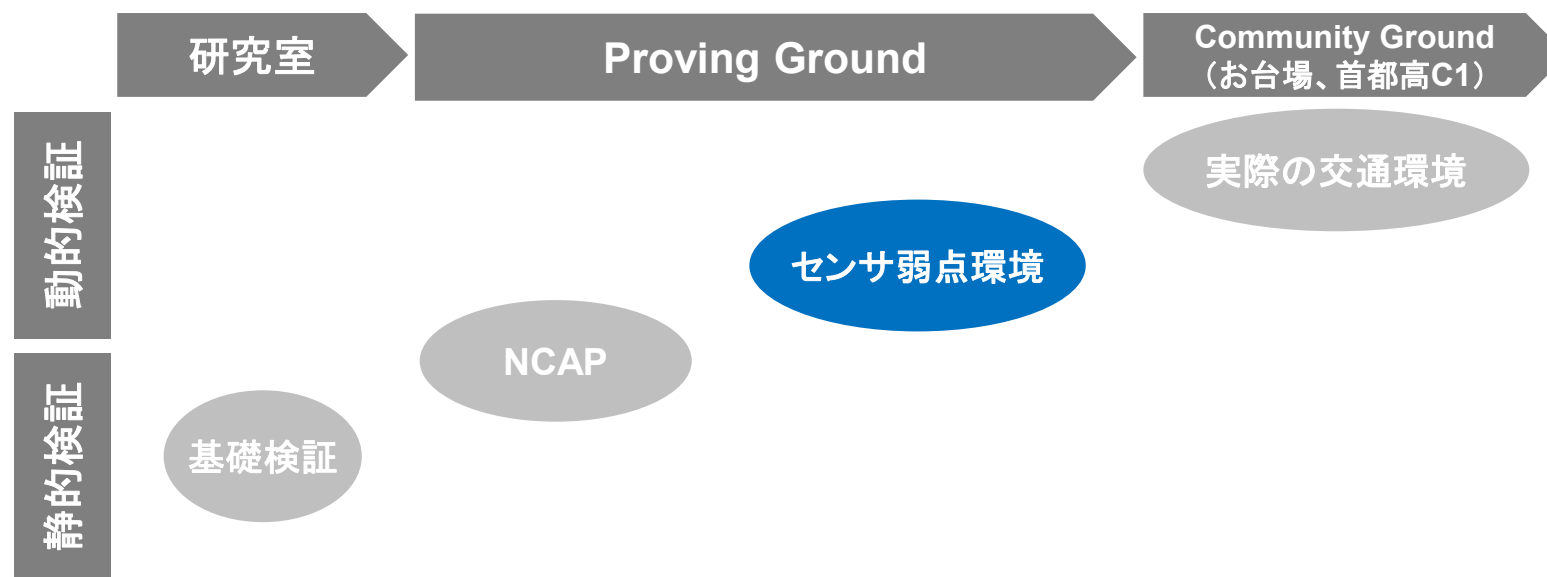 研究室
Proving Ground
Community Ground
（お台場、首都高C1）
動的検証
実際の交通環境
センサ弱点環境
NCAP
静的検証
基礎検証